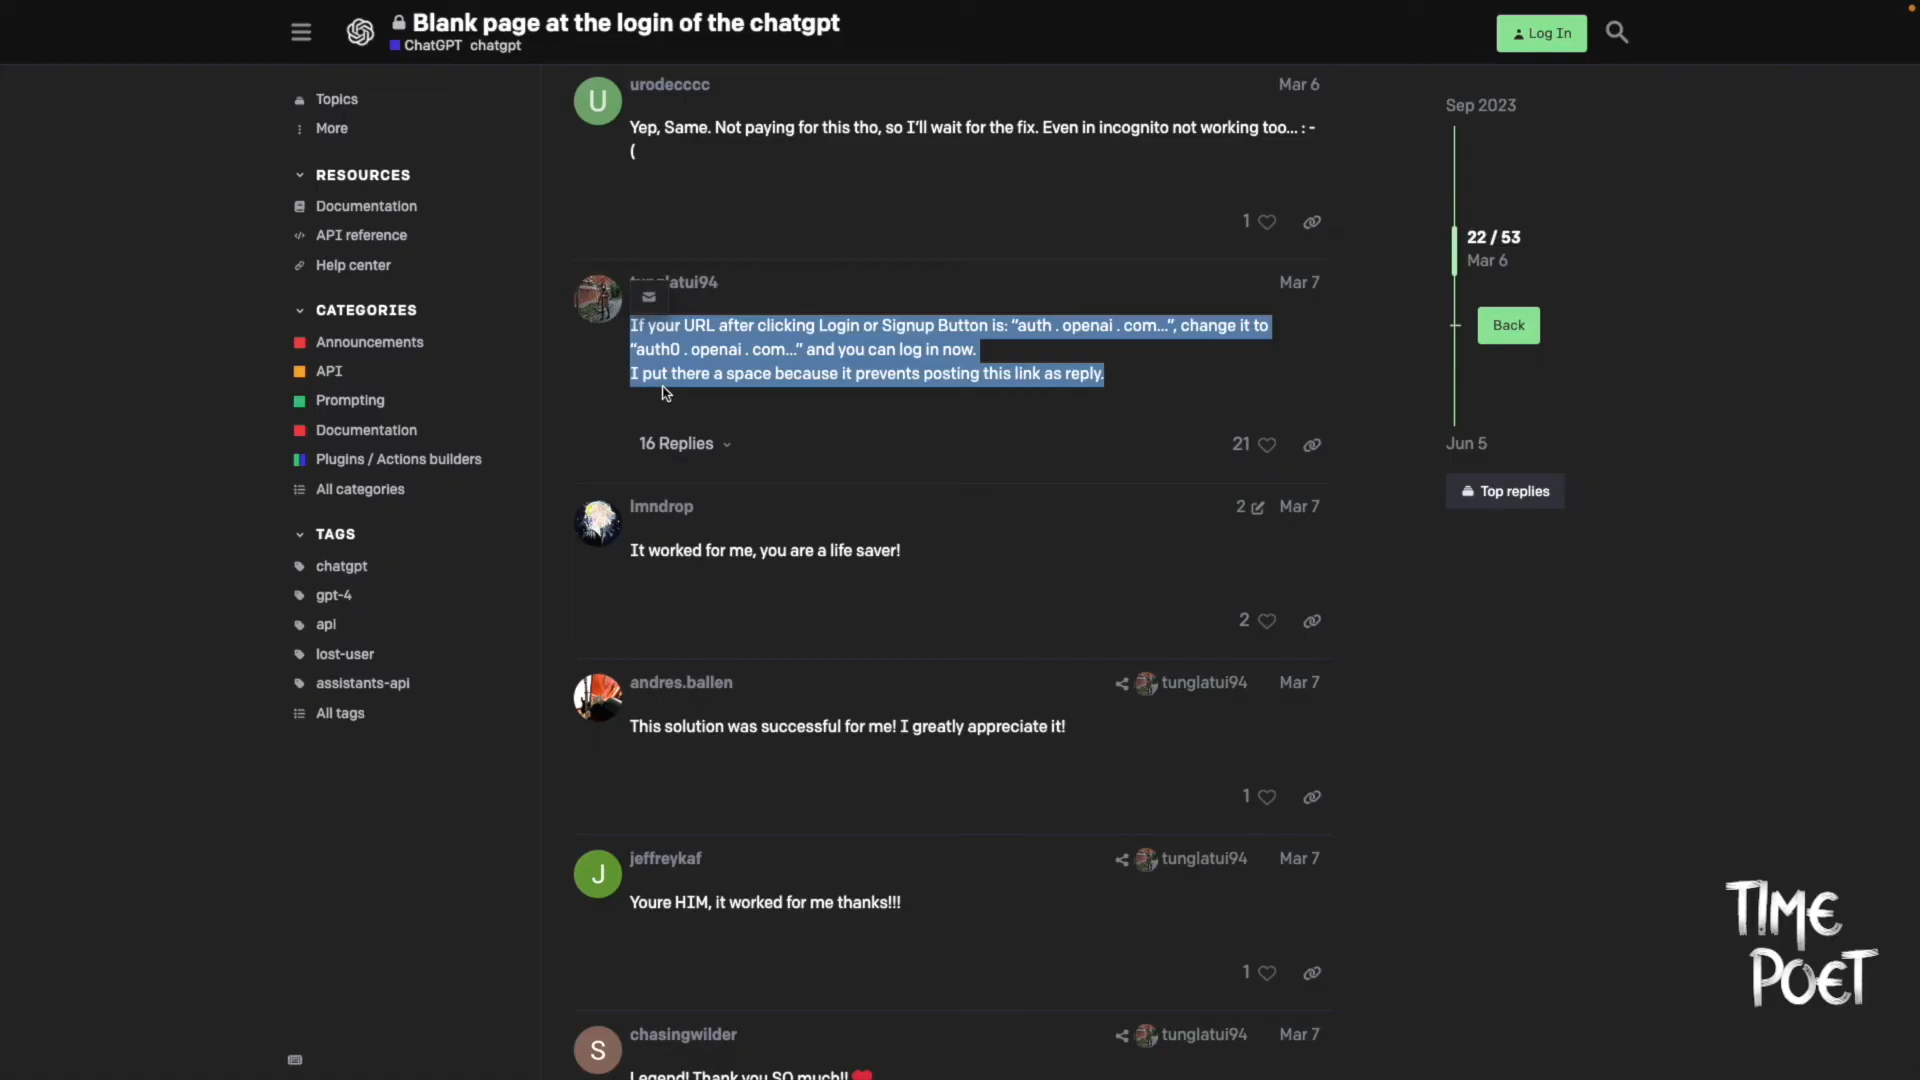 Blank page at the login of the chatgpt
ChatGPT chatgpt
Log In
Topics
More
RESOURCES
Documentation
API reference
Help center
CATEGORIES
Announcements
API
Prompting
Documentation
Plugins / Actions builders
All categories
TAGS
chatgpt
gpt-4
api
lost-user
assistants-api
All tags
urodecccc Mar 6
U
Yep, Same. Not paying for this tho, so I'll wait for the fix. Even in incognito not working too... : -
(
1
Mar 7
If your URL after clicking Login or Signup Button is: “auth . openai . com...”, change it to
“auth0 . openai . com...” and you can log in now.
I put there a space because it prevents posting this link as reply.
16 Replies 21
lmndrop 2 Mar 7
It worked for me, you are a life saver!
2
andres.ballen tunglatui94 Mar 7
This solution was successful for me! I greatly appreciate it!
1
jeffreykaf tunglatui94 Mar 7
J
Youre HIM, it worked for me thanks!!!
1
chasingwilder tunglatui94 Mar 7
S
Legend! Thank you SO much!! ❤️
Sep 2023
22 / 53
Mar 6
Back
Jun 5
Top replies
TIME
POET